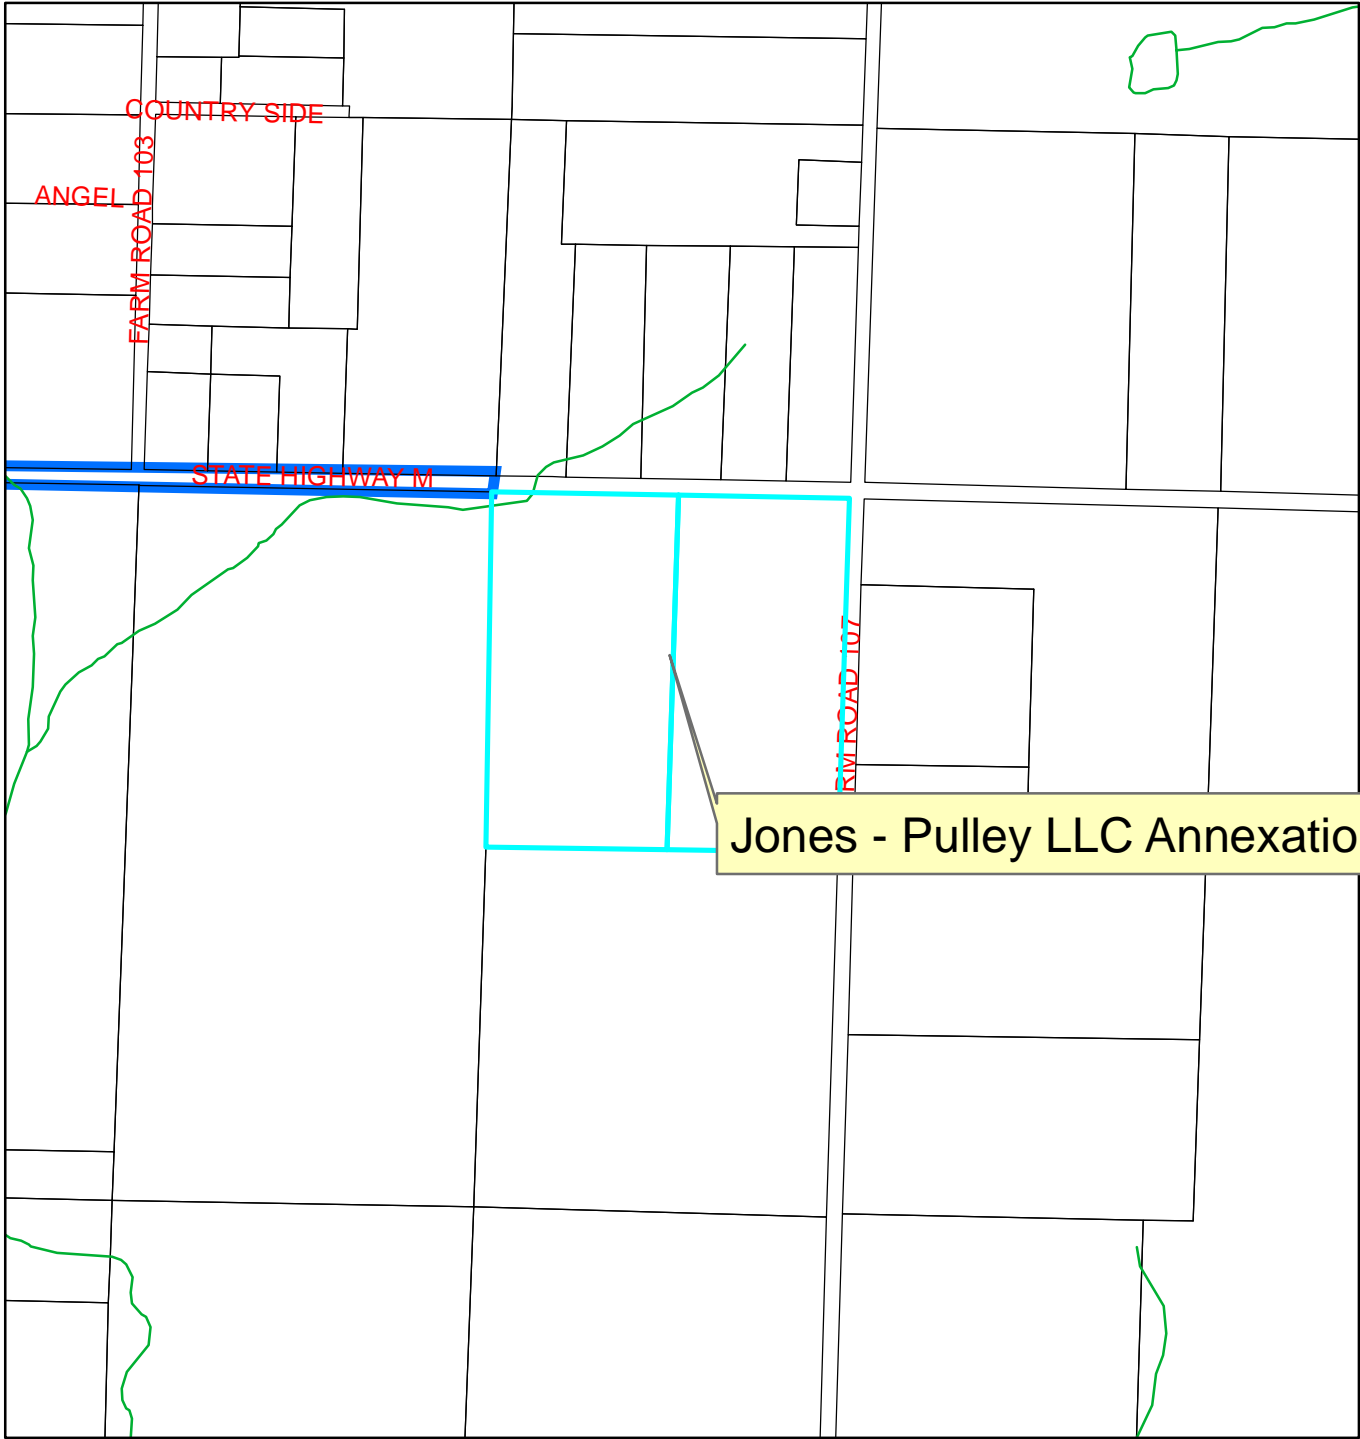 COUNTRY SIDE
FARM ROAD 103
ANGEL
STATE HIGHWAY M
RM ROAD 107
Jones - Pulley LLC Annexatio